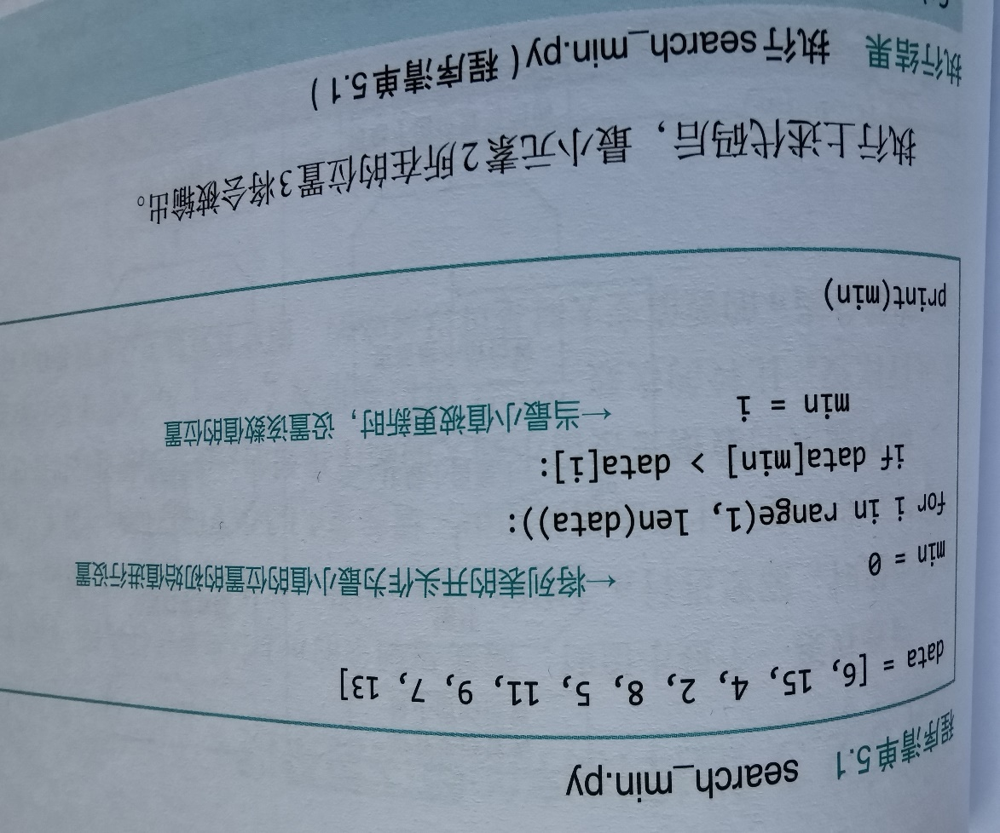 程序清单5.1 search_min.py
data = [6, 15, 4, 2, 8, 5, 11, 9, 7, 13]
min = 0 ←将列表的开头作为最小值的位置的初始值进行设置
for i in range(1, len(data)):
if data[min] > data[i]:
min = i ←当最小值被更新时，设置该数值的位置
print(min)
执行上述代码后，最小元素2所在的位置3将会被输出。
执行结果 执行search_min.py(程序清单5.1)